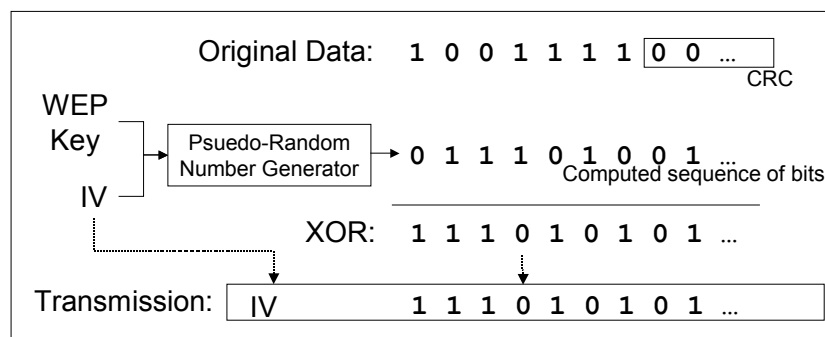 Original Data: 1 0 0 1 1 1 1 0 0 ...
CRC
WEP
Key
IV
Psuedo-Random
Number Generator
0 1 1 1 0 1 0 0 1 ...
Computed sequence of bits
XOR: 1 1 1 0 1 0 1 0 1 ...
Transmission: IV 1 1 1 0 1 0 1 0 1 ...